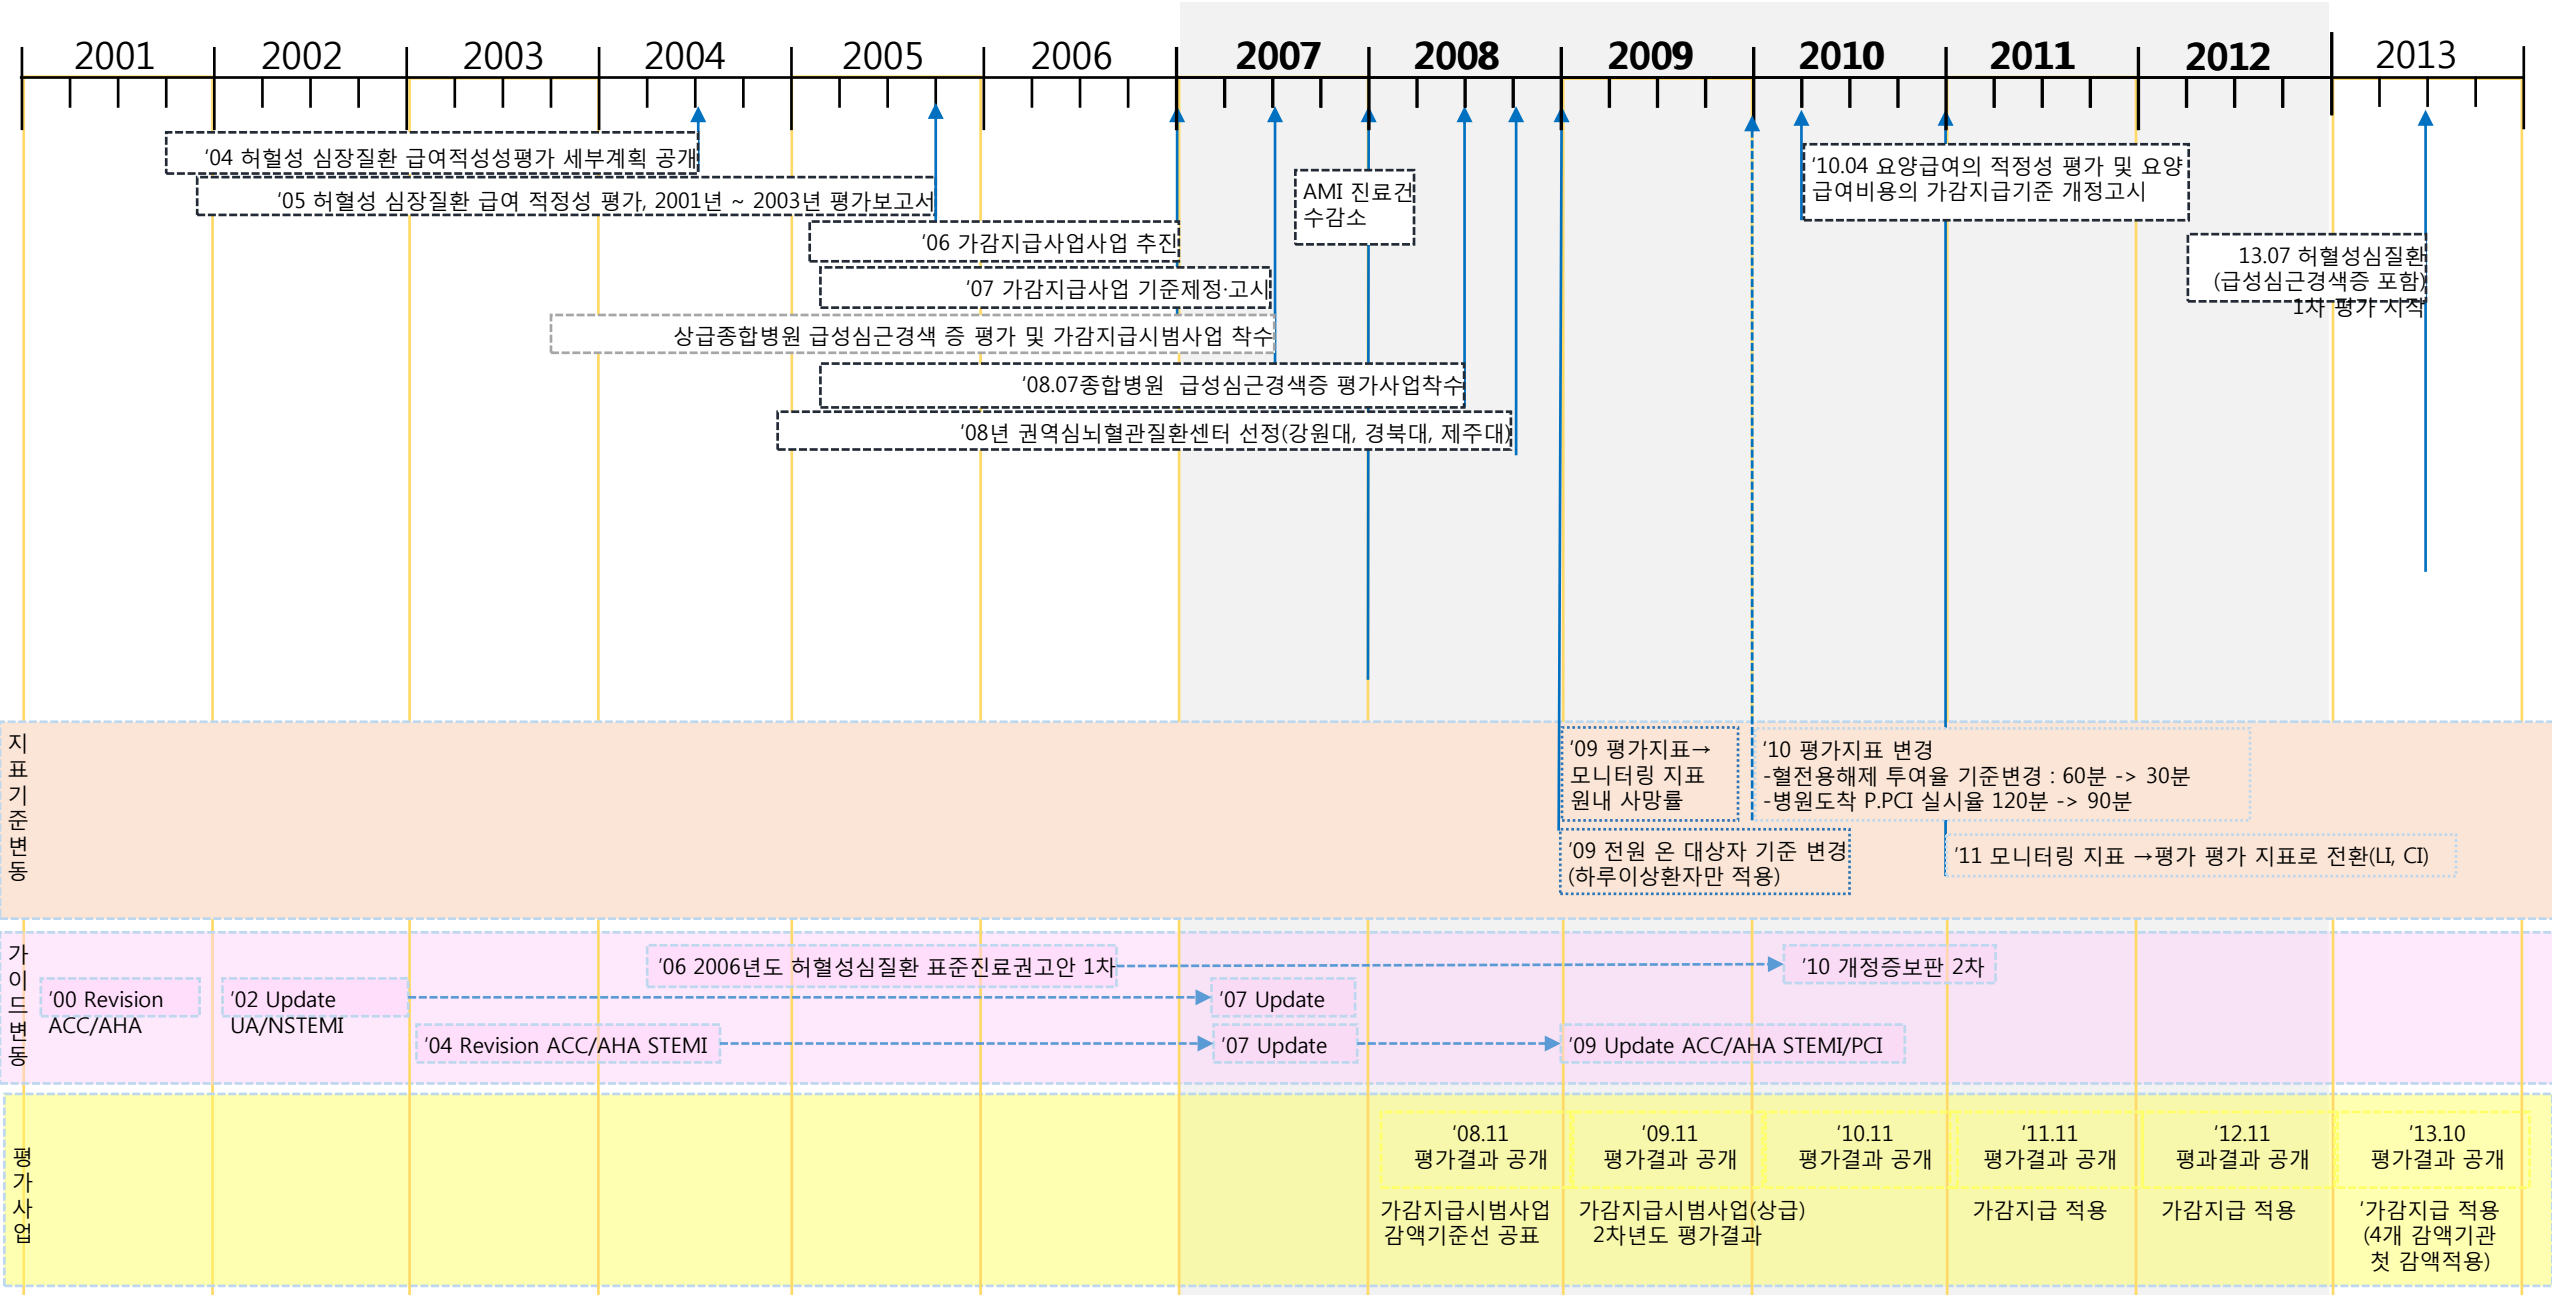 2001
2002
2003
2004
2005
2006
2007
2008
2009
2010
2011
2012
2013
‘04 허혈성 심장질환 급여적성성평가 세부계획 공개
‘05 허혈성 심장질환 급여 적정성 평가, 2001년 ~ 2003년 평가보고서
‘06 가감지급사업사업 추진
‘07 가감지급사업 기준제정·고시
상급종합병원 급성심근경색 증 평가 및 가감지급시범사업 착수
‘08.07종합병원 급성심근경색증 평가사업착수
‘08년 권역심뇌혈관질환센터 선정(강원대, 경북대, 제주대)
AMI 진료건
수감소
‘10.04 요양급여의 적정성 평가 및 요양
급여비용의 가감지급기준 개정고시
13.07 허혈성심질환
(급성심근경색증 포함)
1차 평가 시작
지표기준변동
‘09 평가지표→
모니터링 지표
원내 사망률
‘10 평가지표 변경
-혈전용해제 투여율 기준변경 : 60분 -> 30분
-병원도착 P.PCI 실시율 120분 -> 90분
‘09 전원 온 대상자 기준 변경
(하루이상환자만 적용)
‘11 모니터링 지표 →평가 평가 지표로 전환(LI, CI)
가이드변동
‘06 2006년도 허혈성심질환 표준진료권고안 1차
‘10 개정증보판 2차
‘00 Revision
ACC/AHA
‘02 Update
UA/NSTEMI
‘07 Update
‘04 Revision ACC/AHA STEMI
‘07 Update
‘09 Update ACC/AHA STEMI/PCI
평가사업
‘08.11
평가결과 공개
‘09.11
평가결과 공개
‘10.11
평가결과 공개
‘11.11
평가결과 공개
‘12.11
평과결과 공개
‘13.10
평가결과 공개
가감지급시범사업
감액기준선 공표
가감지급시범사업(상급)
2차년도 평가결과
가감지급 적용
가감지급 적용
‘가감지급 적용
(4개 감액기관
첫 감액적용)